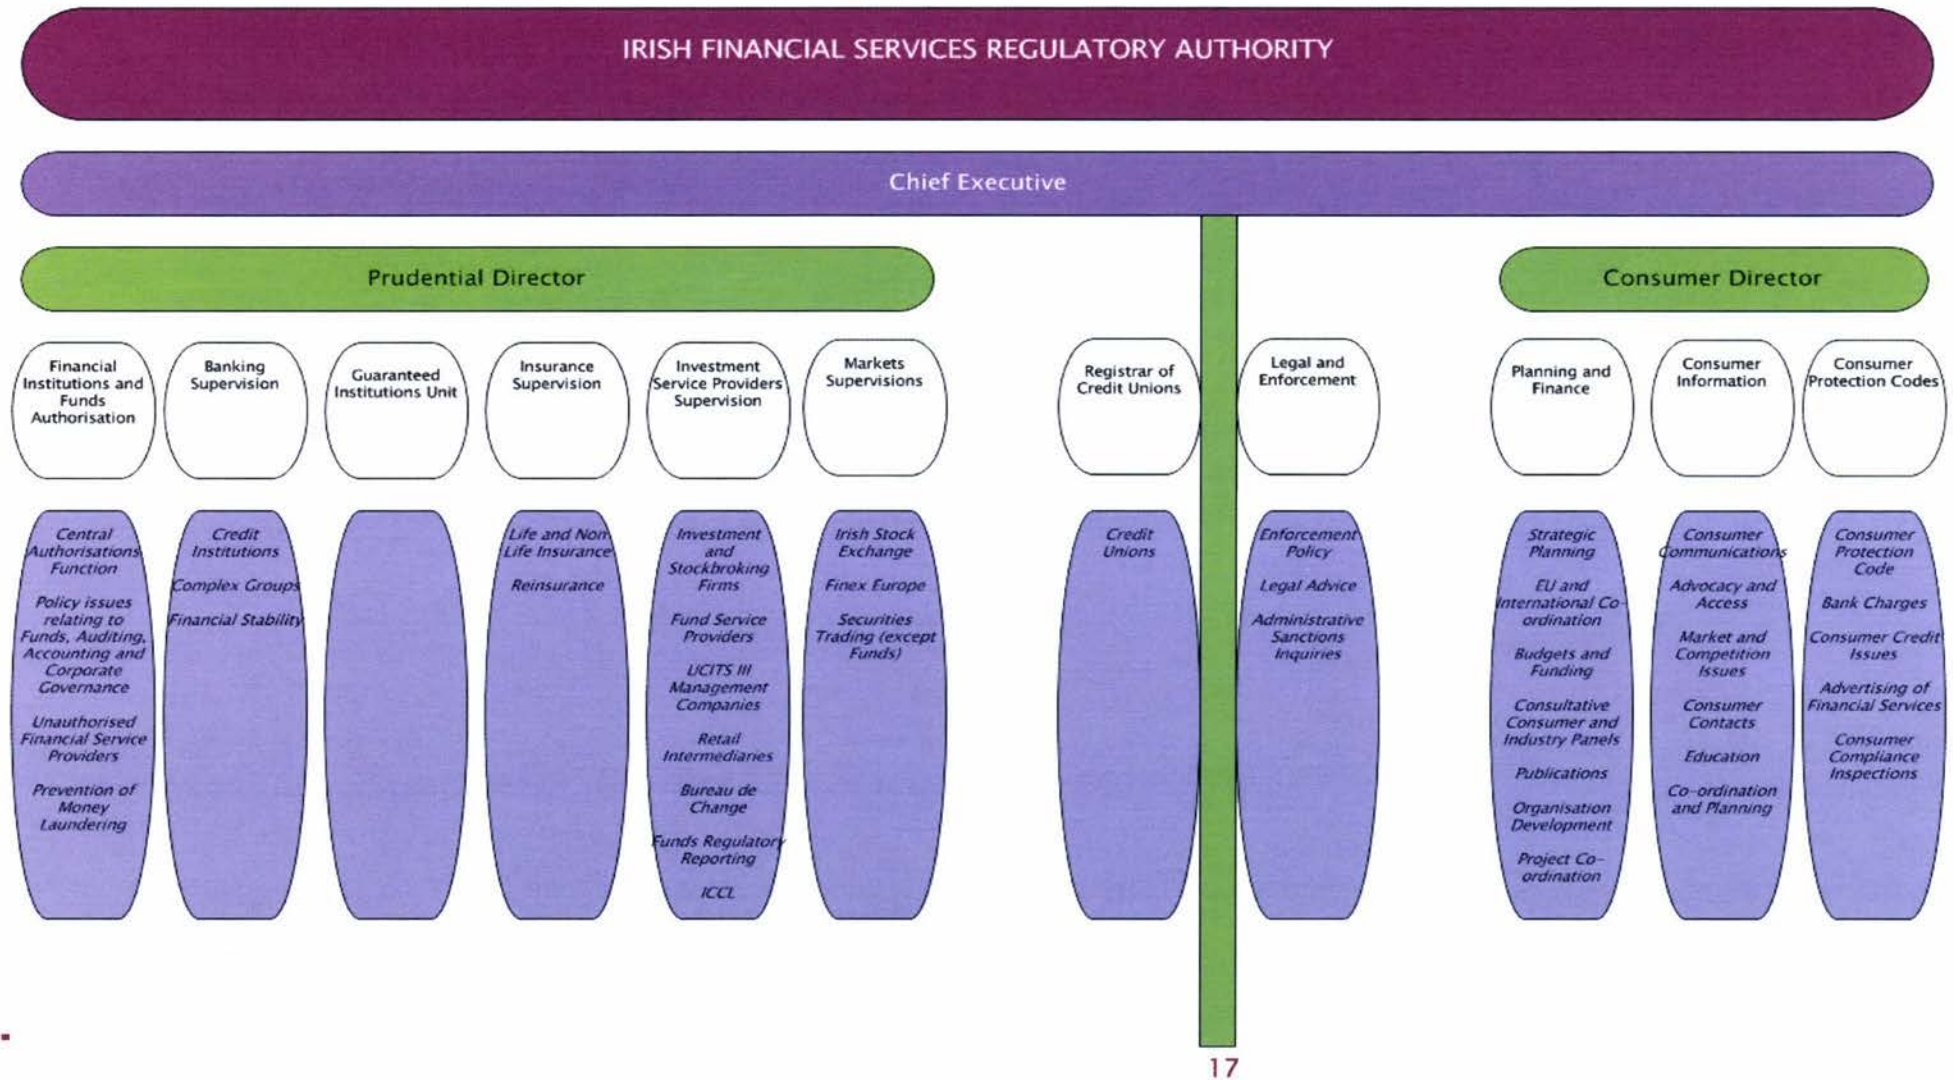 IRISH FINANCIAL SERVICES REGULATORY AUTHORITY
Chief Executive
Prudential Director
Consumer Director
Financial
Institutions and
Funds
Authorisation
Banking
Supervision
Guaranteed
Institutions Unit
Insurance
Supervision
Investment
Service Providers
Supervision
Markets
Supervisions
Registrar of
Credit Unions
Legal and
Enforcement
Planning and
Finance
Consumer
Information
Consumer
Protection Codes
Central
Authorisations
Function
Policy issues
relating to
Funds, Auditing,
Accounting and
Corporate
Governance
Unauthorised
Financial Service
Providers
Prevention of
Money
Laundering
Credit
Institutions
Complex Groups
Financial Stability
Life and Non
Life Insurance
Reinsurance
Investment
and
Stockbroking
Firms
Fund Service
Providers
UCITS III
Management
Companies
Retail
Intermediaries
Bureau de
Change
Funds Regulatory
Reporting
ICCL
Irish Stock
Exchange
Finex Europe
Securities
Trading (except
Funds)
Credit
Unions
Enforcement
Policy
Legal Advice
Administrative
Sanctions
Inquiries
Strategic
Planning
EU and
International Co-
ordination
Budgets and
Funding
Consultative
Consumer and
Industry Panels
Publications
Organisation
Development
Project Co-
ordination
Consumer
Communications
Advocacy and
Access
Market and
Competition
Issues
Consumer
Contacts
Education
Co-ordination
and Planning
Consumer
Protection
Code
Bank Charges
Consumer Credit
Issues
Advertising of
Financial Services
Consumer
Compliance
Inspections
17